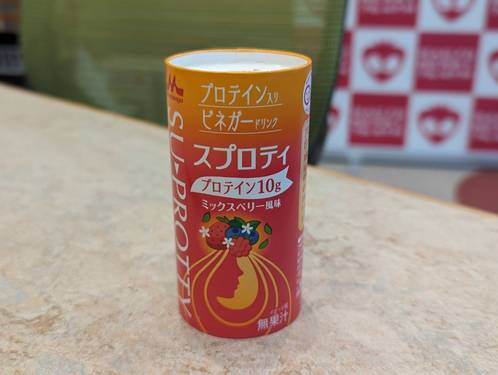 プロテイン入り
ビネガードリンク
スプロティ
プロテイン10g
ミックスベリー風味
無果汁
SU-PROTTY